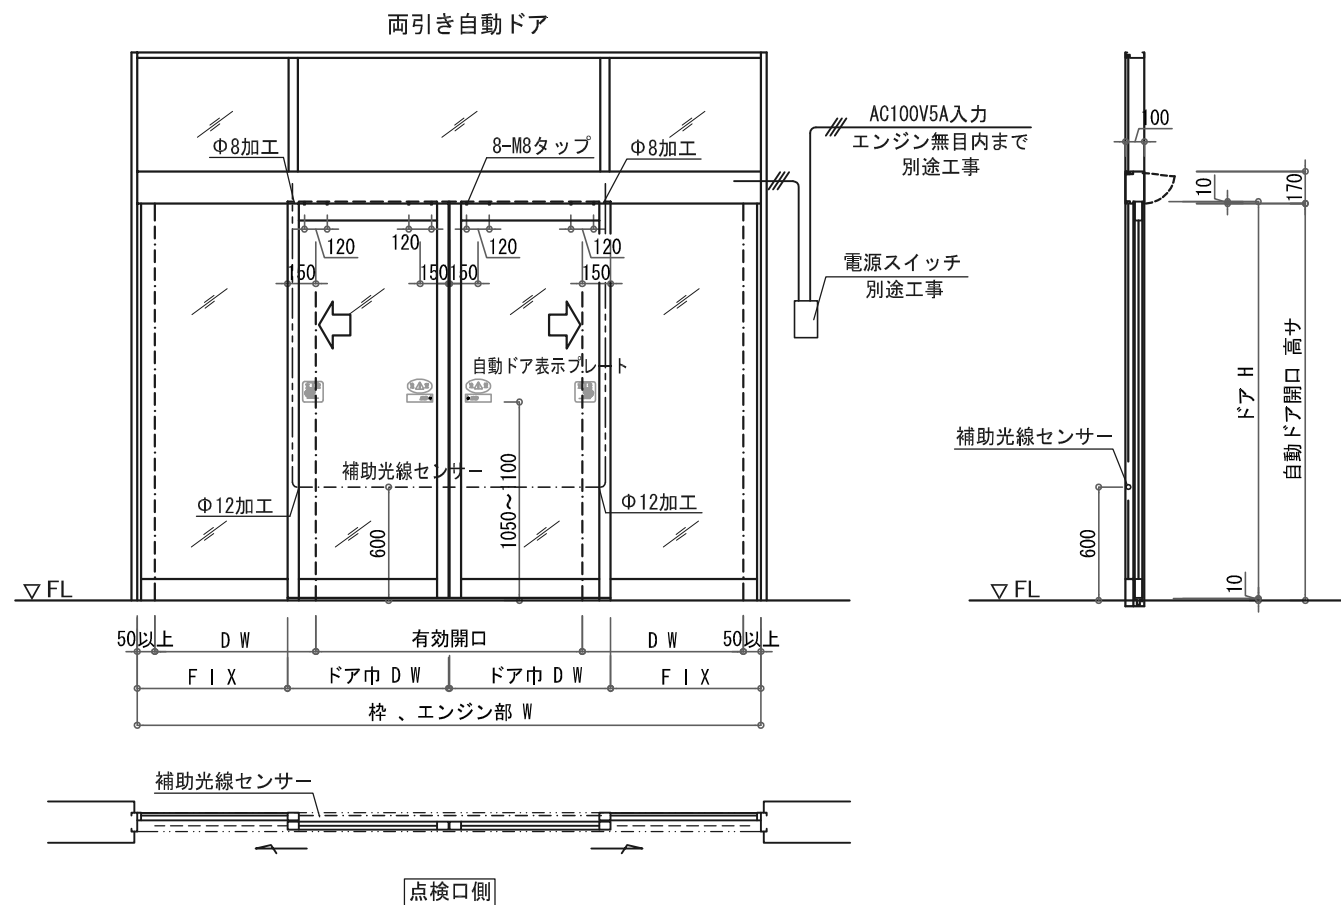 両引き自動ドア
AC100V5A入力
エンジン無目内まで
別途工事
Φ8加工
8-M8タップ
Φ8加工
120
120
120
120
150
150
150
150
電源スイッチ
別途工事
自動ドア表示プレート
補助光線センサー
Φ12加工
Φ12加工
600
1050~1100
▽FL
50以上
DW
有効開口
DW
50以上
FIX
ドア巾 DW
ドア巾 DW
FIX
枠、エンジン部 W
100
10
170
ドア H
自動ドア開口 高サ
補助光線センサー
600
10
▽FL
補助光線センサー
点検口側